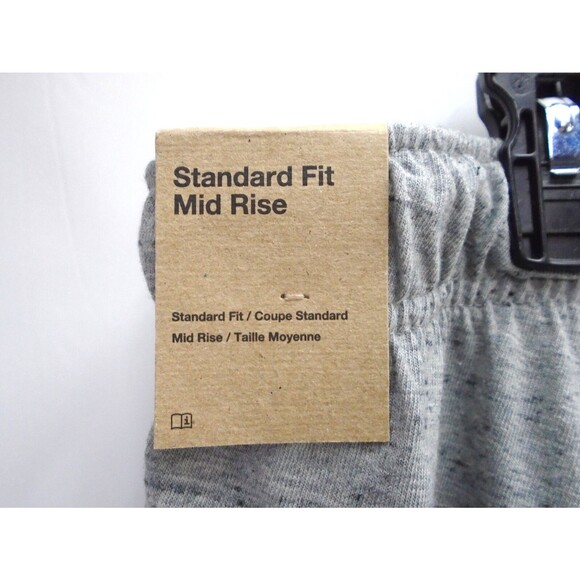 Standard Fit
Mid Rise
Standard Fit / Coupe Standard
Mid Rise / Taille Moyenne
i